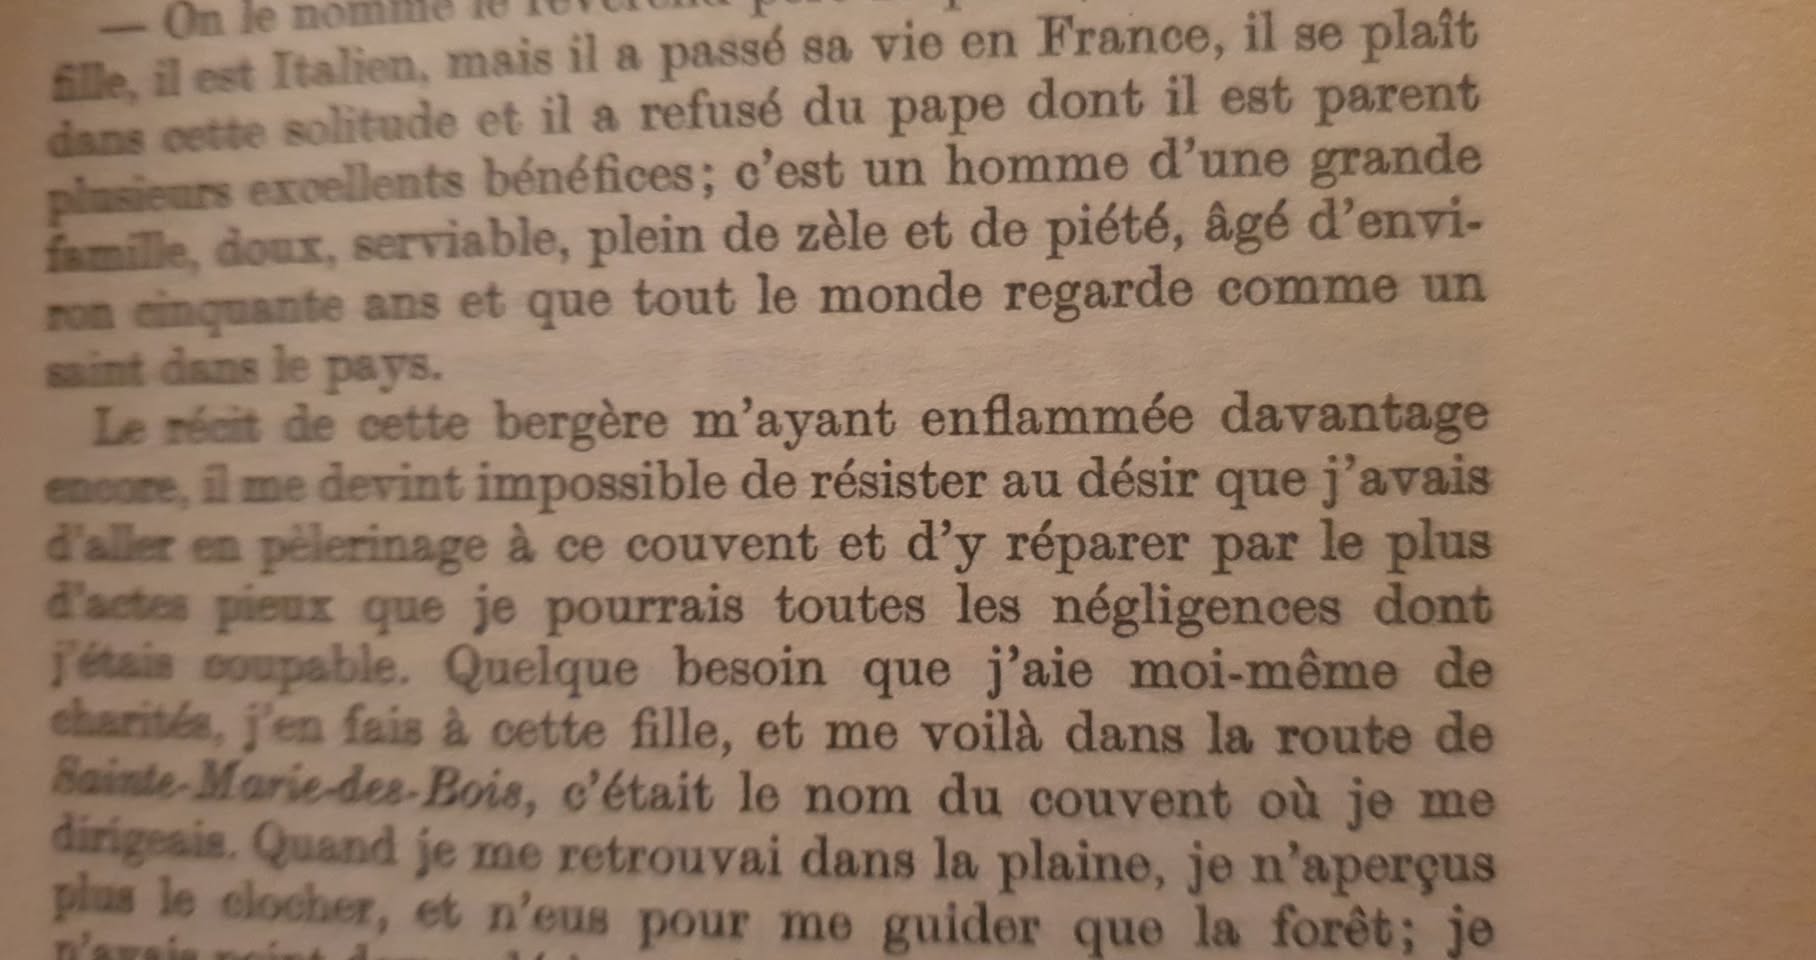 — On le nomme le révérend
fille, il est Italien, mais il a passé sa vie en France, il se plaît
dans cette solitude et il a refusé du pape dont il est parent
plusieurs excellents bénéfices; c'est un homme d'une grande
famille, doux, serviable, plein de zèle et de piété, âgé d'envi-
ron cinquante ans et que tout le monde regarde comme un
saint dans le pays.
Le récit de cette bergère m'ayant enflammée davantage
encore, il me devint impossible de résister au désir que j'avais
d'aller en pèlerinage à ce couvent et d'y réparer par le plus
d'actes pieux que je pourrais toutes les négligences dont
j'étais coupable. Quelque besoin que j'aie moi-même de
charités, j'en fais à cette fille, et me voilà dans la route de
Sainte-Marie-des-Bois, c'était le nom du couvent où je me
dirigeais. Quand je me retrouvai dans la plaine, je n'aperçus
plus le clocher, et n'eus pour me guider que la forêt; je
n'avais point